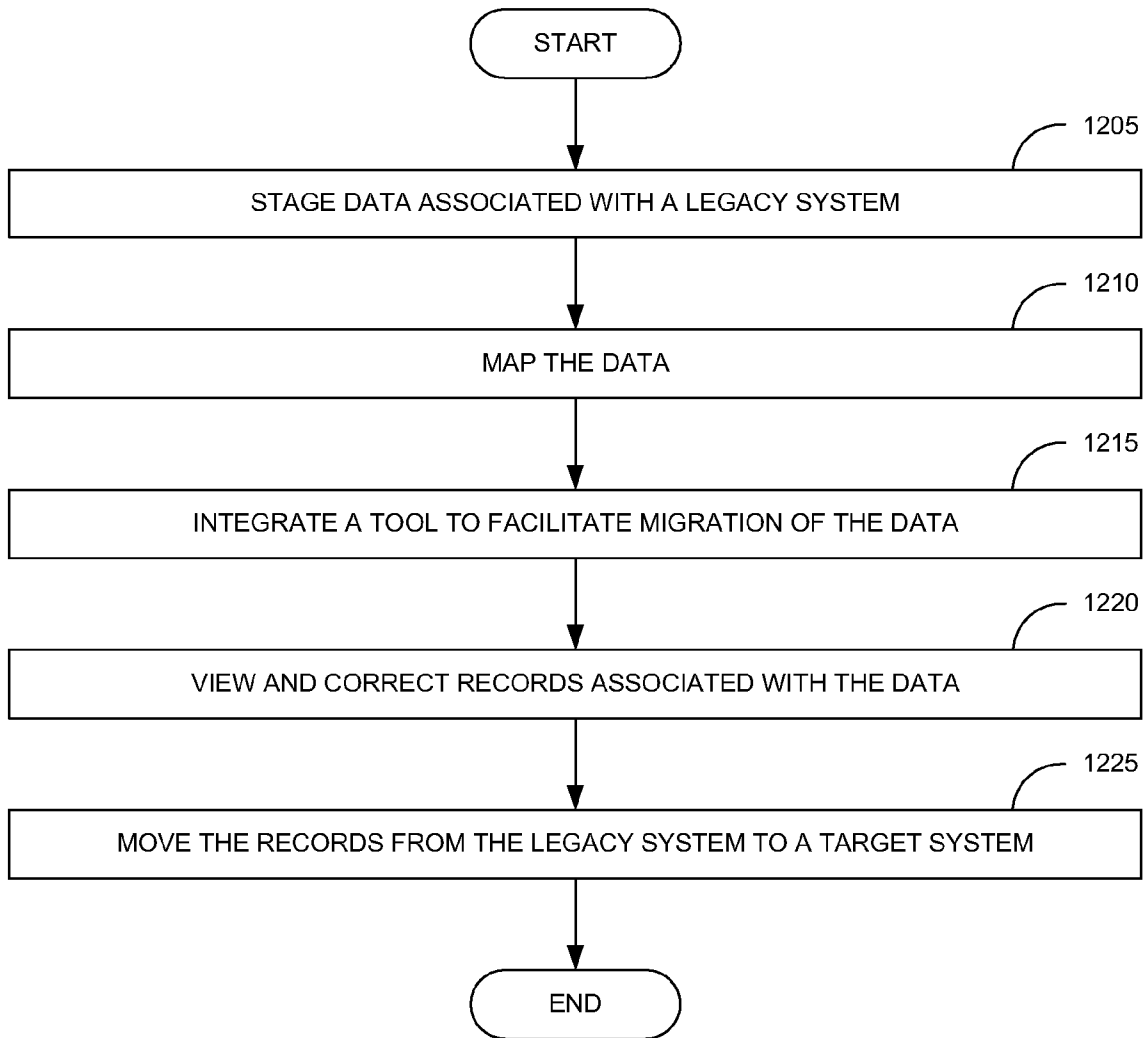 START
1205
STAGE DATA ASSOCIATED WITH A LEGACY SYSTEM
1210
MAP THE DATA
1215
INTEGRATE A TOOL TO FACILITATE MIGRATION OF THE DATA
1220
VIEW AND CORRECT RECORDS ASSOCIATED WITH THE DATA
1225
MOVE THE RECORDS FROM THE LEGACY SYSTEM TO A TARGET SYSTEM
END